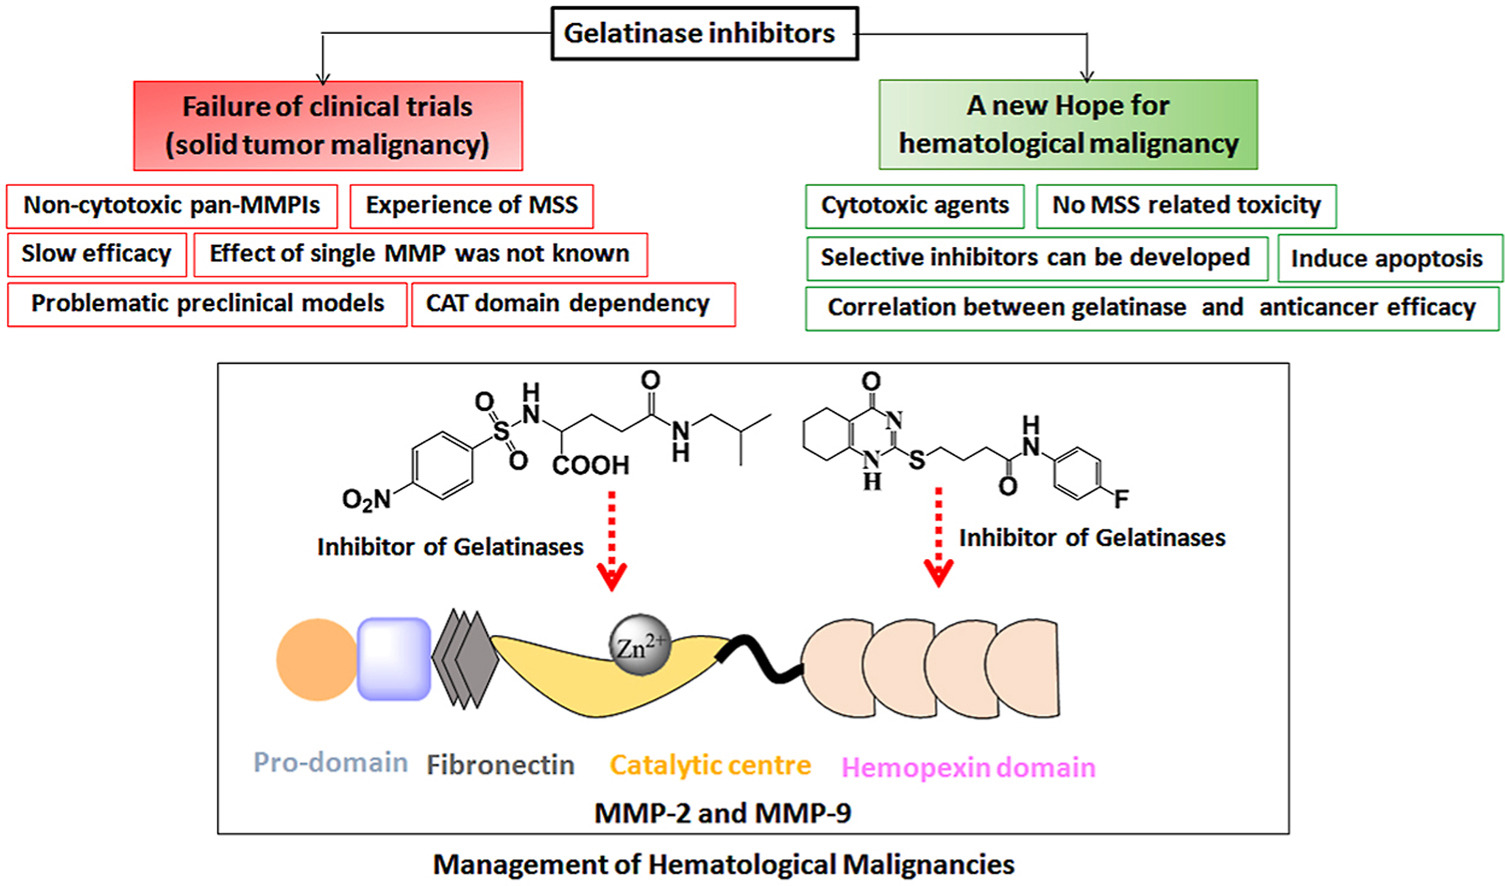 Gelatinase inhibitors
Failure of clinical trials
(solid tumor malignancy)
A new Hope for
hematological malignancy
Non-cytotoxic pan-MMPIs
Experience of MSS
Slow efficacy
Effect of single MMP was not known
Problematic preclinical models
CAT domain dependency
Cytotoxic agents
No MSS related toxicity
Selective inhibitors can be developed
Induce apoptosis
Correlation between gelatinase and anticancer efficacy
O
H
N
S
O
O
COOH
N
H
O₂N
Inhibitor of Gelatinases
O
N
N
H
S
O
H
N
F
Inhibitor of Gelatinases
Zn²⁺
Pro-domain
Fibronectin
Catalytic centre
Hemopexin domain
MMP-2 and MMP-9
Management of Hematological Malignancies